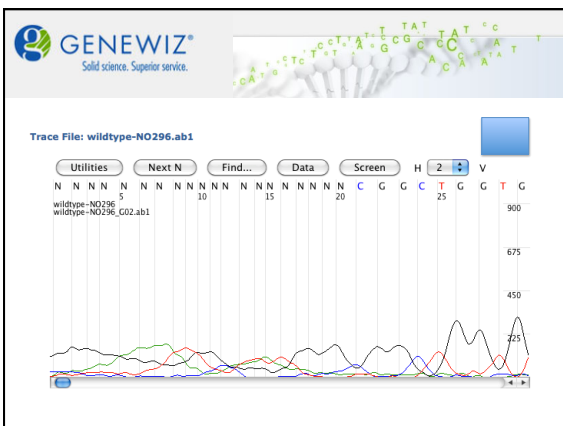 GENEWIZ®
Solid science. Superior service.
Trace File: wildtype-NO296.ab1
Utilities Next N Find... Data Screen H 2 V
N N N N N N N N N N N N N N N N N N N N C G G C T G G T G
5 10 15 20 25
wildtype-NO296
wildtype-NO296_G02.ab1
900
675
450
225